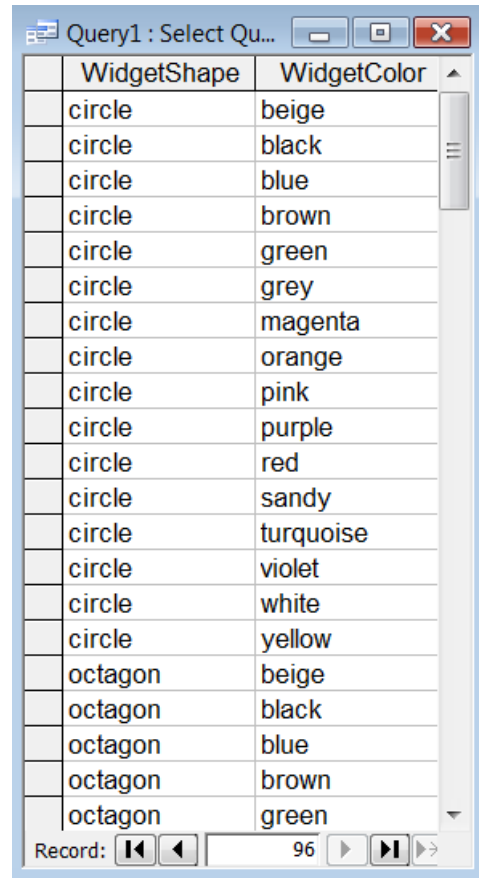 Query1 : Select Qu...
WidgetShape WidgetColor
circle beige
circle black
circle blue
circle brown
circle green
circle grey
circle magenta
circle orange
circle pink
circle purple
circle red
circle sandy
circle turquoise
circle violet
circle white
circle yellow
octagon beige
octagon black
octagon blue
octagon brown
octagon green
Record: 96